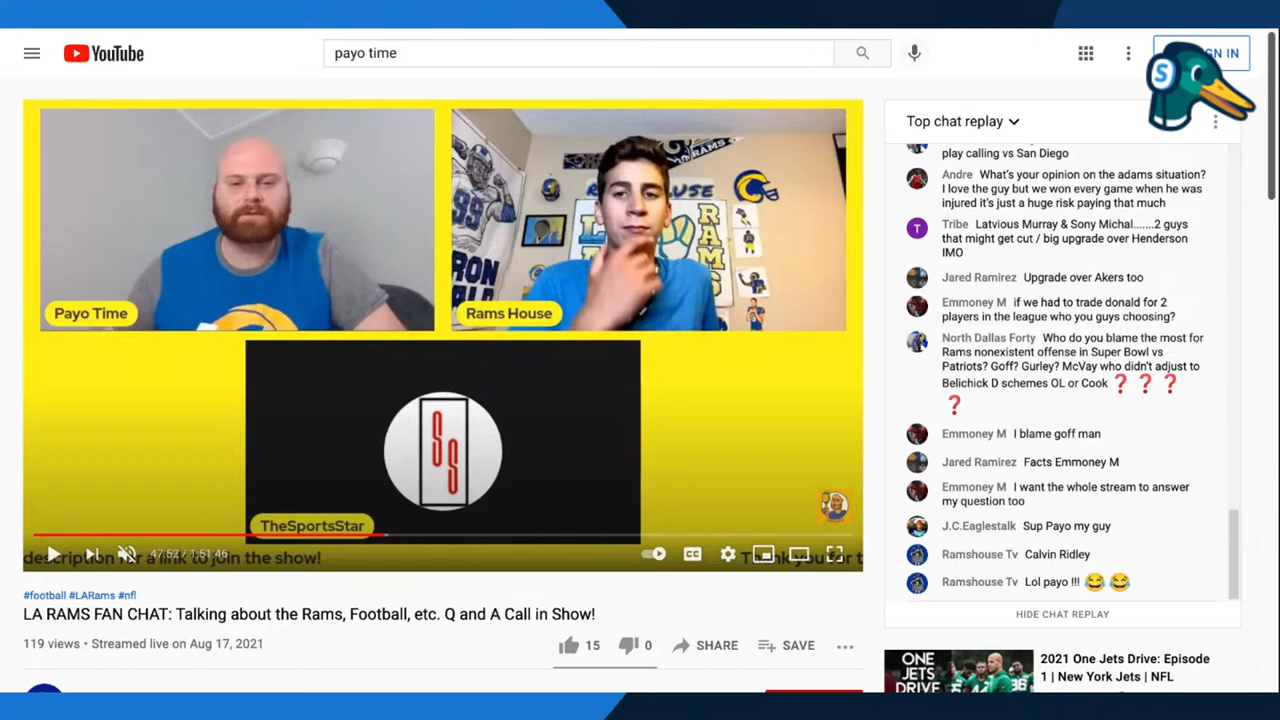 YouTube
payo time
SIGN IN
S
Top chat replay
play calling vs San Diego
Andre What's your opinion on the adams situation?
I love the guy but we won every game when he was
injured it's just a huge risk paying that much
Tribe Latvious Murray & Sony Michal.......2 guys
that might get cut / big upgrade over Henderson
IMO
Jared Ramirez Upgrade over Akers too
Emmoney M if we had to trade donald for 2
players in the league who you guys choosing?
North Dallas Forty Who do you blame the most for
Rams nonexistent offense in Super Bowl vs
Patriots? Goff? Gurley? McVay who didn't adjust to
Belichick D schemes OL or Cook ❓ ❓ ❓
❓
Emmoney M I blame goff man
Jared Ramirez Facts Emmoney M
Emmoney M I want the whole stream to answer
my question too
J.C.Eaglestalk Sup Payo my guy
Ramshouse Tv Calvin Ridley
Ramshouse Tv Lol payo !!! 😂 😂
HIDE CHAT REPLAY
RAMS
99
RAMS
Payo Time
Rams House
SS
TheSportsStar
47:52 / 1:51:46
CC
description for a link to join the show!
Thank you for t
#football #LARams #nfl
LA RAMS FAN CHAT: Talking about the Rams, Football, etc. Q and A Call in Show!
119 views • Streamed live on Aug 17, 2021
15
0
SHARE
SAVE
ONE
JETS
DRIVE
2021 One Jets Drive: Episode
1 | New York Jets | NFL